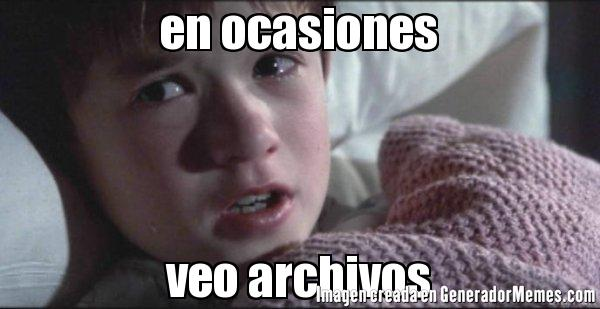 en ocasiones
veo archivos
Imagen creada en GeneradorMemes.com